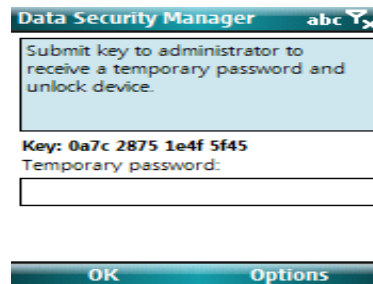 Data Security Manager abc
Submit key to administrator to
receive a temporary password and
unlock device.
Key: 0a7c 2875 1e4f 5f45
Temporary password:
OK Options